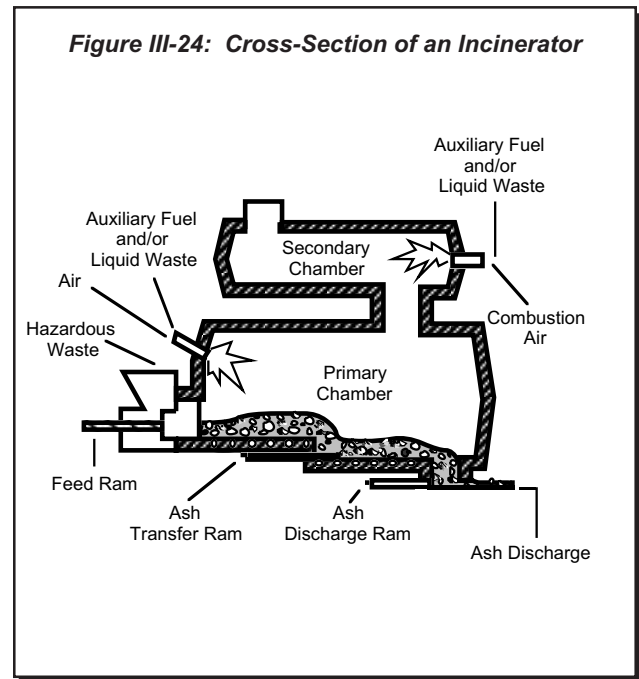 Figure III-24: Cross-Section of an Incinerator
Auxiliary Fuel
and/or
Liquid Waste
Auxiliary Fuel
and/or
Liquid Waste
Air
Hazardous
Waste
Secondary
Chamber
Combustion
Air
Primary
Chamber
Feed Ram
Ash
Transfer Ram
Ash
Discharge Ram
Ash Discharge